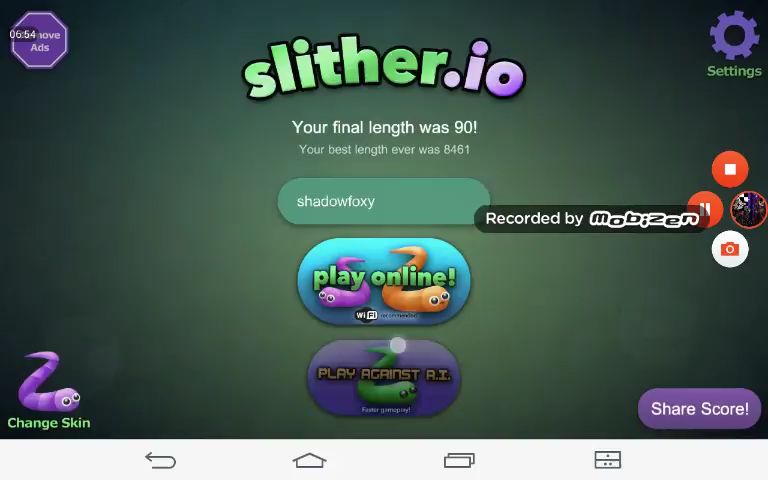 06:54
Ads
slither.io
Settings
Your final length was 90!
Your best length ever was 8461
shadowfoxy
Recorded by Mobizen
play online!
WiFi recommended
PLAY AGAINST A.I.
Faster gameplay!
Change Skin
Share Score!